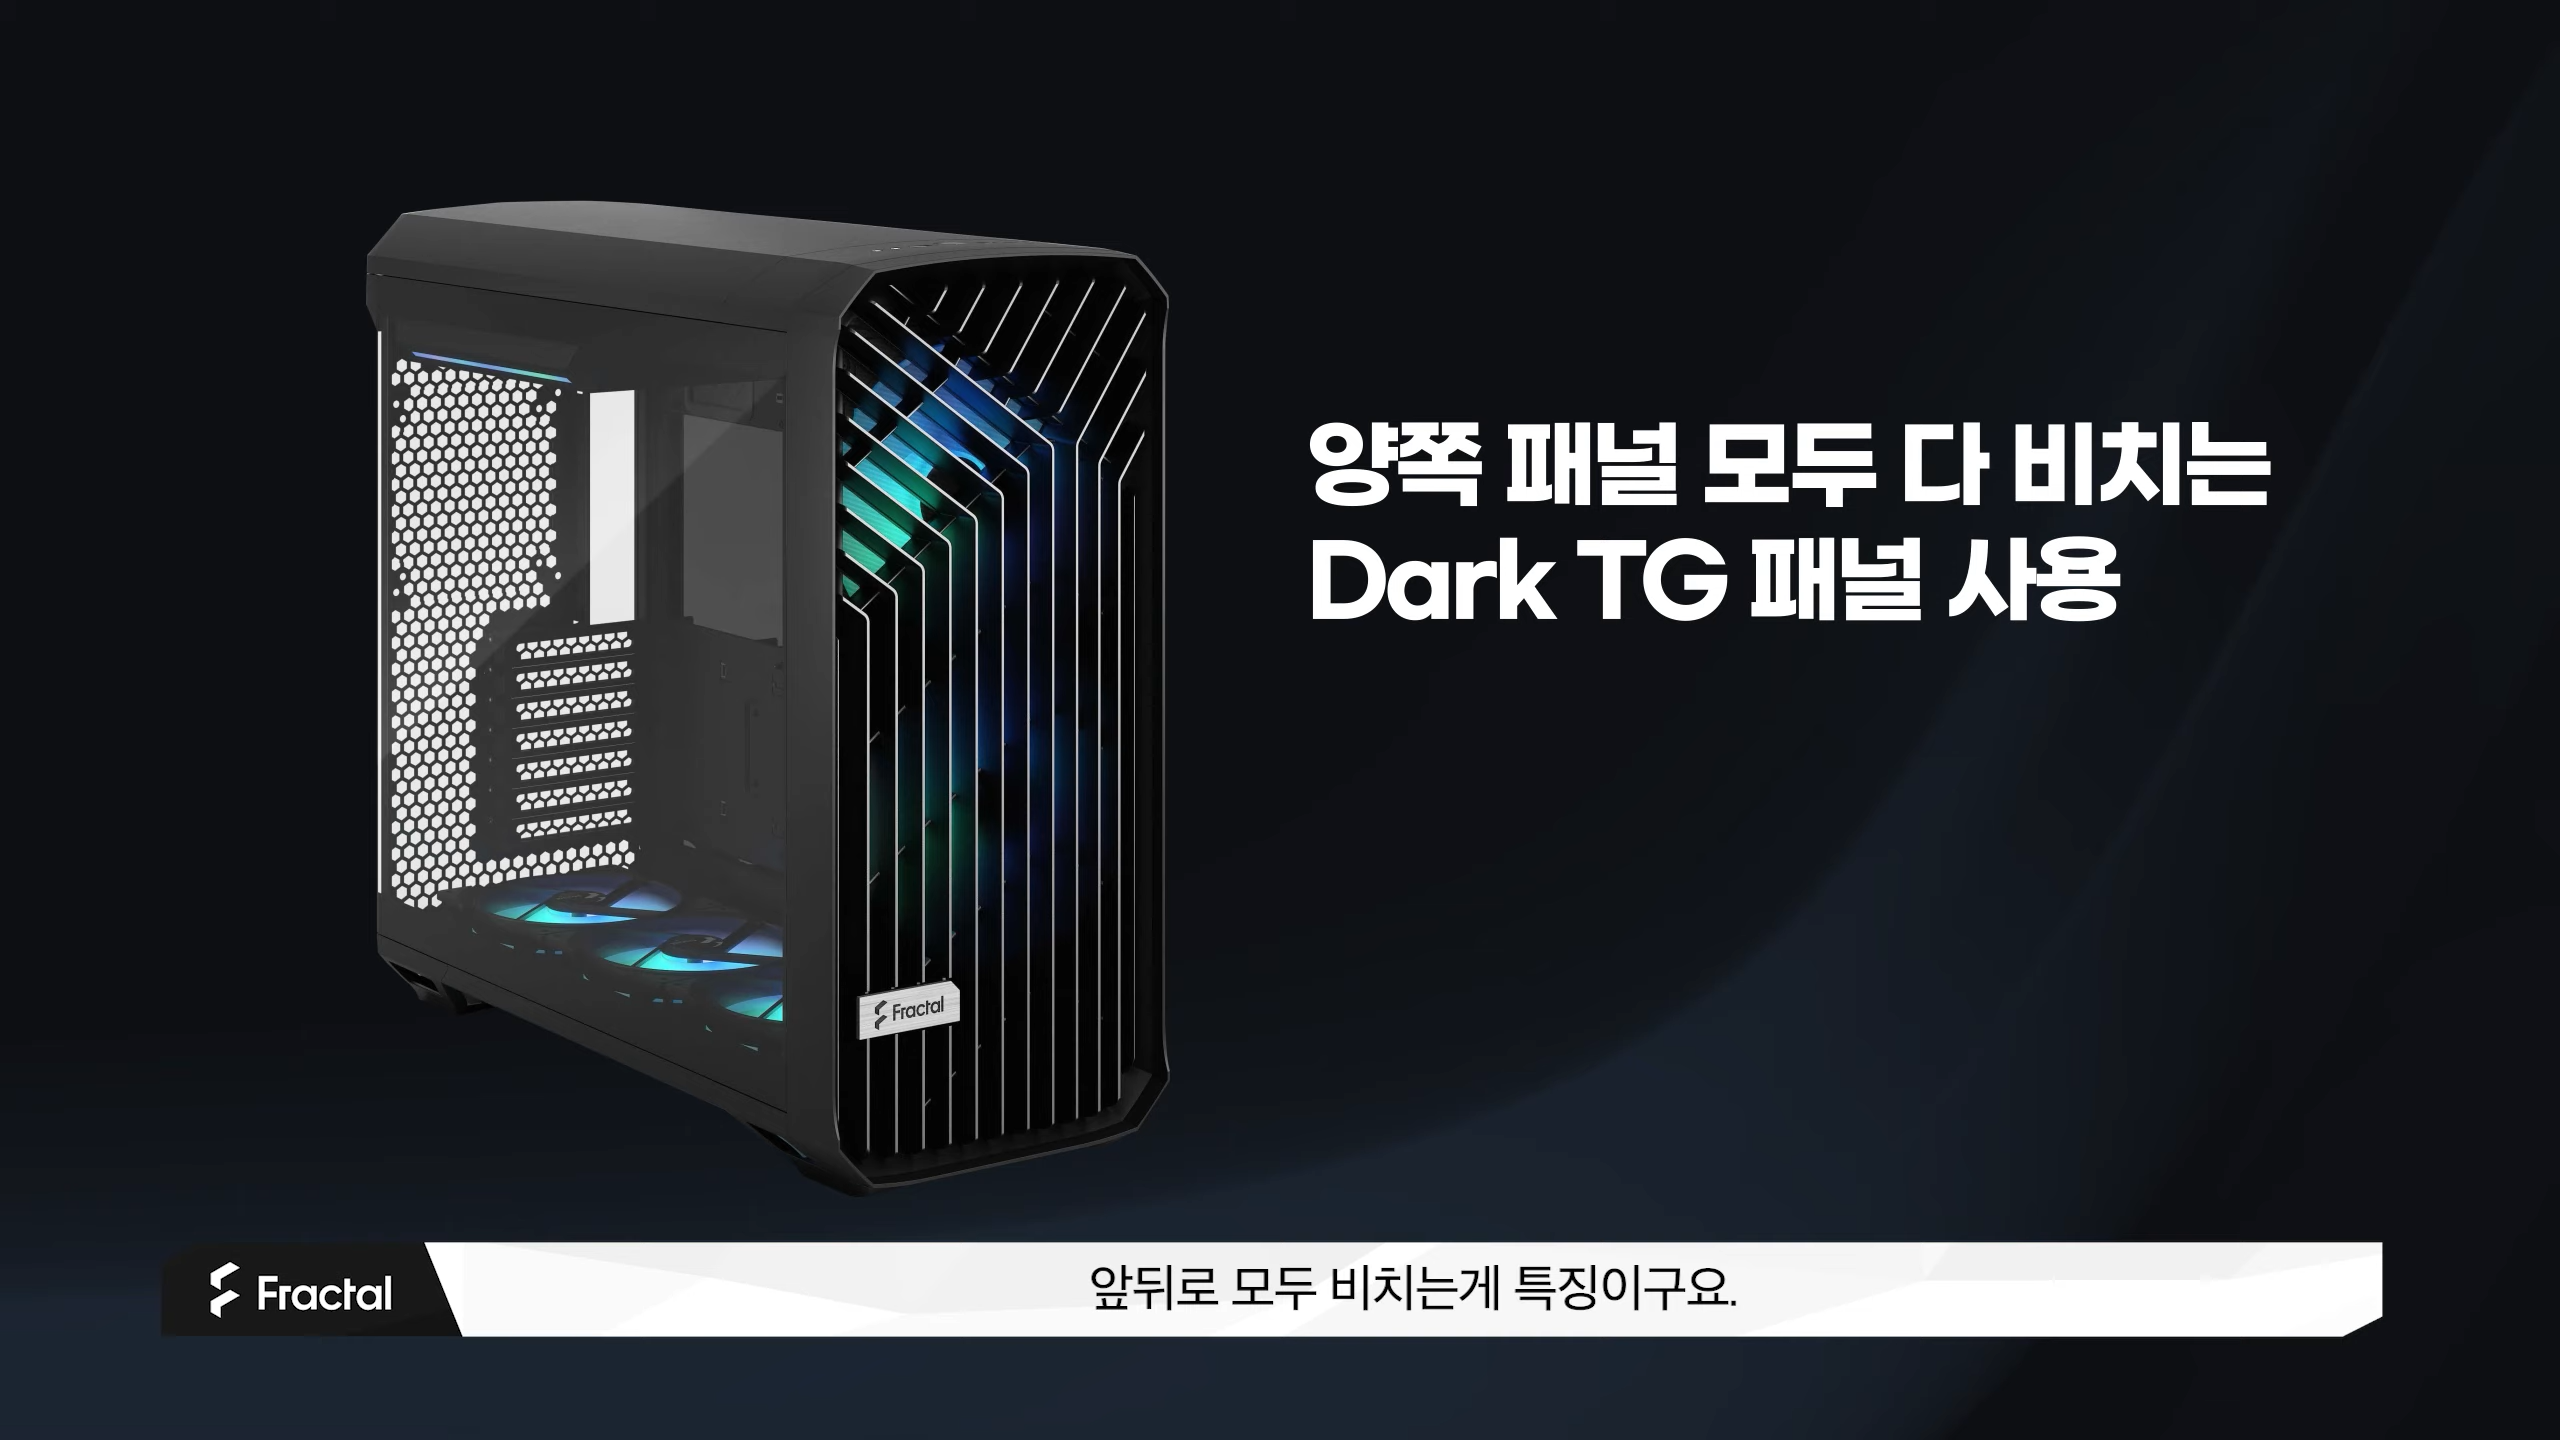 양쪽 패널 모두 다 비치는
Dark TG 패널 사용
Fractal
Fractal
앞뒤로 모두 비치는게 특징이구요.